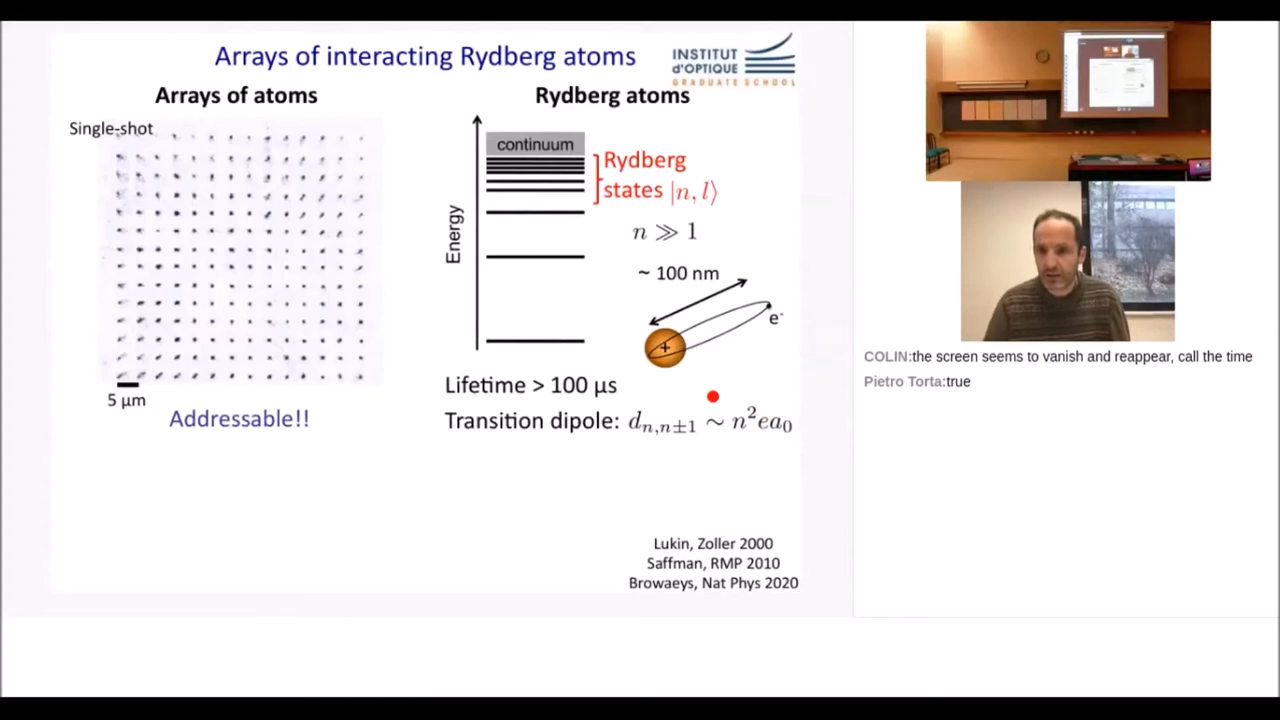 Arrays of interacting Rydberg atoms
INSTITUT
d'OPTIQUE
GRADUATE SCHOOL
Arrays of atoms
Rydberg atoms
Single-shot
5 μm
Addressable!!
Energy
continuum
Rydberg
states |n, l⟩
n ≫ 1
~ 100 nm
+
e⁻
Lifetime > 100 μs
Transition dipole: dₙ,ₙ±₁ ∼ n²ea₀
Lukin, Zoller 2000
Saffman, RMP 2010
Browaeys, Nat Phys 2020
COLIN:the screen seems to vanish and reappear, call the time
Pietro Torta:true